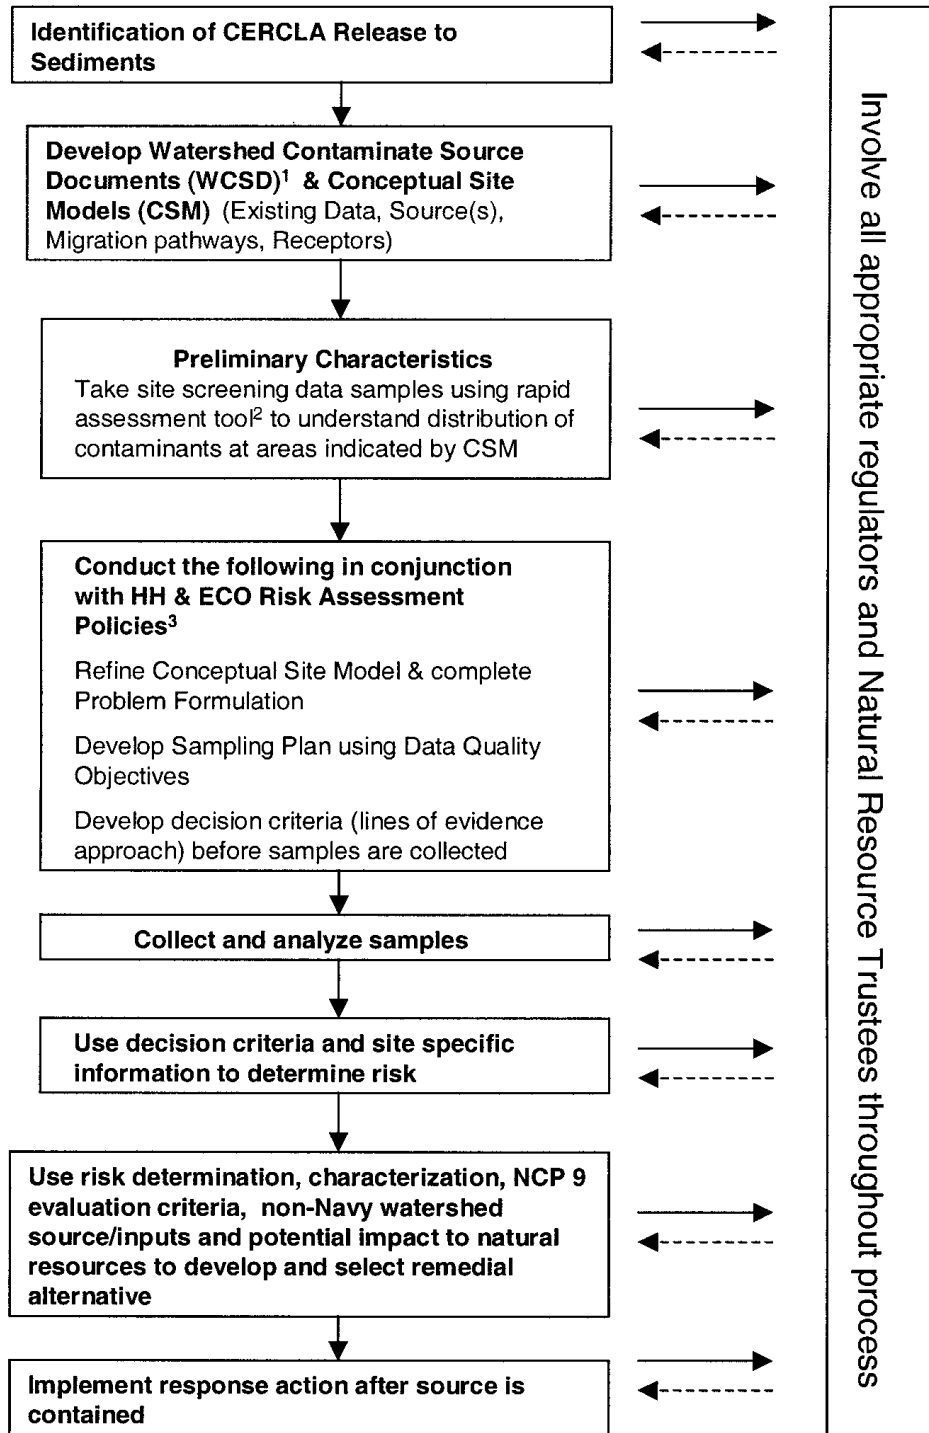 Identification of CERCLA Release to
Sediments
Develop Watershed Contaminate Source
Documents (WCSD)¹ & Conceptual Site
Models (CSM) (Existing Data, Source(s),
Migration pathways, Receptors)
Preliminary Characteristics
Take site screening data samples using rapid
assessment tool² to understand distribution of
contaminants at areas indicated by CSM
Conduct the following in conjunction
with HH & ECO Risk Assessment
Policies³
Refine Conceptual Site Model & complete
Problem Formulation
Develop Sampling Plan using Data Quality
Objectives
Develop decision criteria (lines of evidence
approach) before samples are collected
Collect and analyze samples
Use decision criteria and site specific
information to determine risk
Use risk determination, characterization, NCP 9
evaluation criteria, non-Navy watershed
source/inputs and potential impact to natural
resources to develop and select remedial
alternative
Implement response action after source is
contained
Involve all appropriate regulators and Natural Resource Trustees throughout process